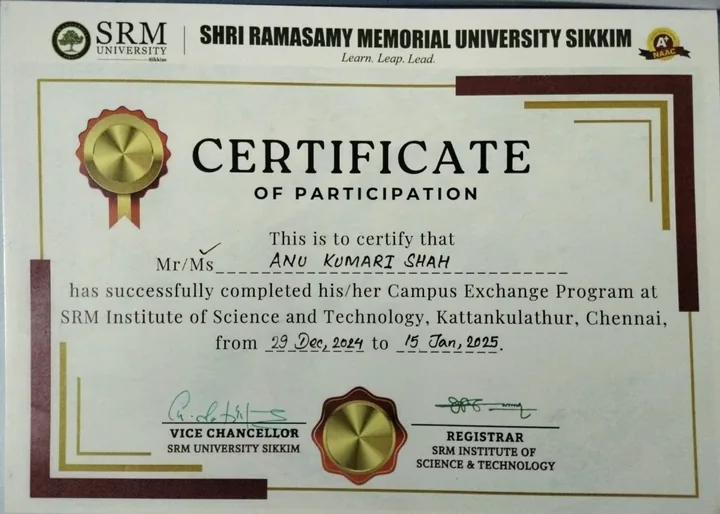 SRM
UNIVERSITY
Sikkim
SHRI RAMASAMY MEMORIAL UNIVERSITY SIKKIM
Learn. Leap. Lead.
A+
NAAC
CERTIFICATE
OF PARTICIPATION
This is to certify that
Mr/Ms ANU KUMARI SHAH
has successfully completed his/her Campus Exchange Program at
SRM Institute of Science and Technology, Kattankulathur, Chennai,
from 29 Dec, 2024 to 15 Jan, 2025.
VICE CHANCELLOR
SRM UNIVERSITY SIKKIM
REGISTRAR
SRM INSTITUTE OF
SCIENCE & TECHNOLOGY